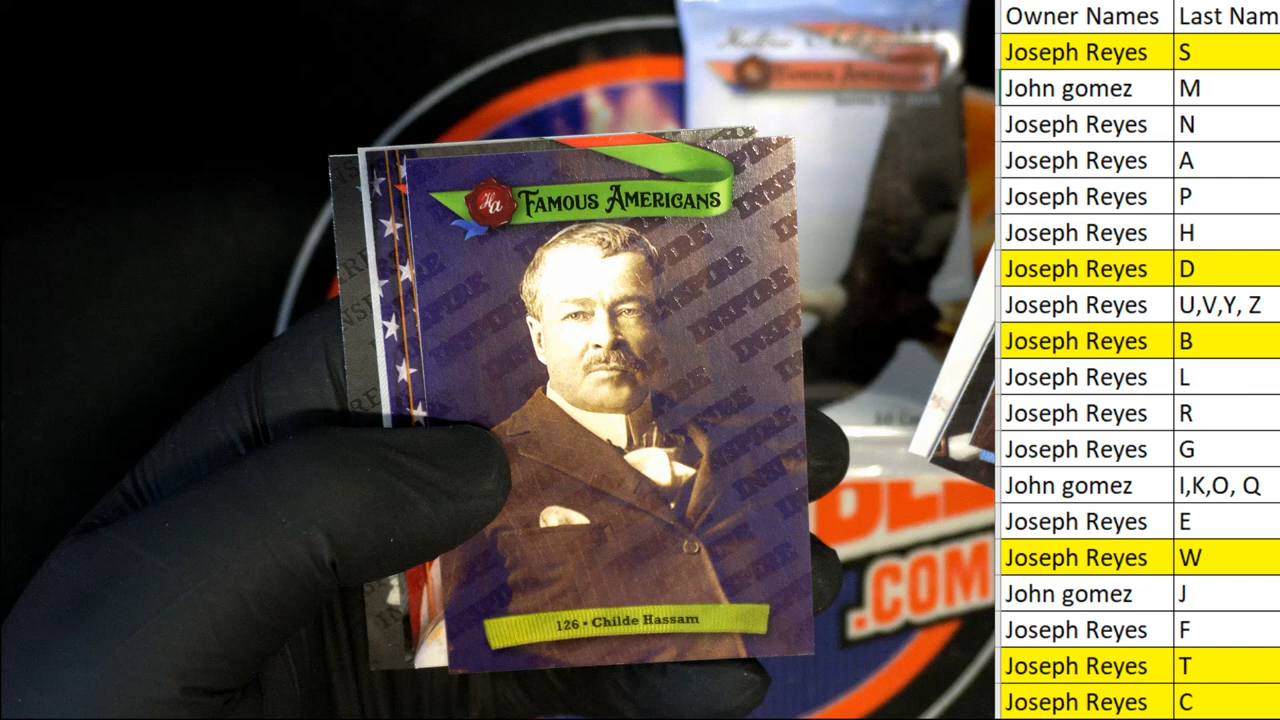 Owner Names Last Nam
Joseph Reyes S
John gomez M
Joseph Reyes N
Joseph Reyes A
Joseph Reyes P
Joseph Reyes H
Joseph Reyes D
Joseph Reyes U,V,Y, Z
Joseph Reyes B
Joseph Reyes L
Joseph Reyes R
Joseph Reyes G
John gomez I,K,O, Q
Joseph Reyes E
Joseph Reyes W
John gomez J
Joseph Reyes F
Joseph Reyes T
Joseph Reyes C
Ha FAMOUS AMERICANS
INSPIRE
126 • Childe Hassam
.COM